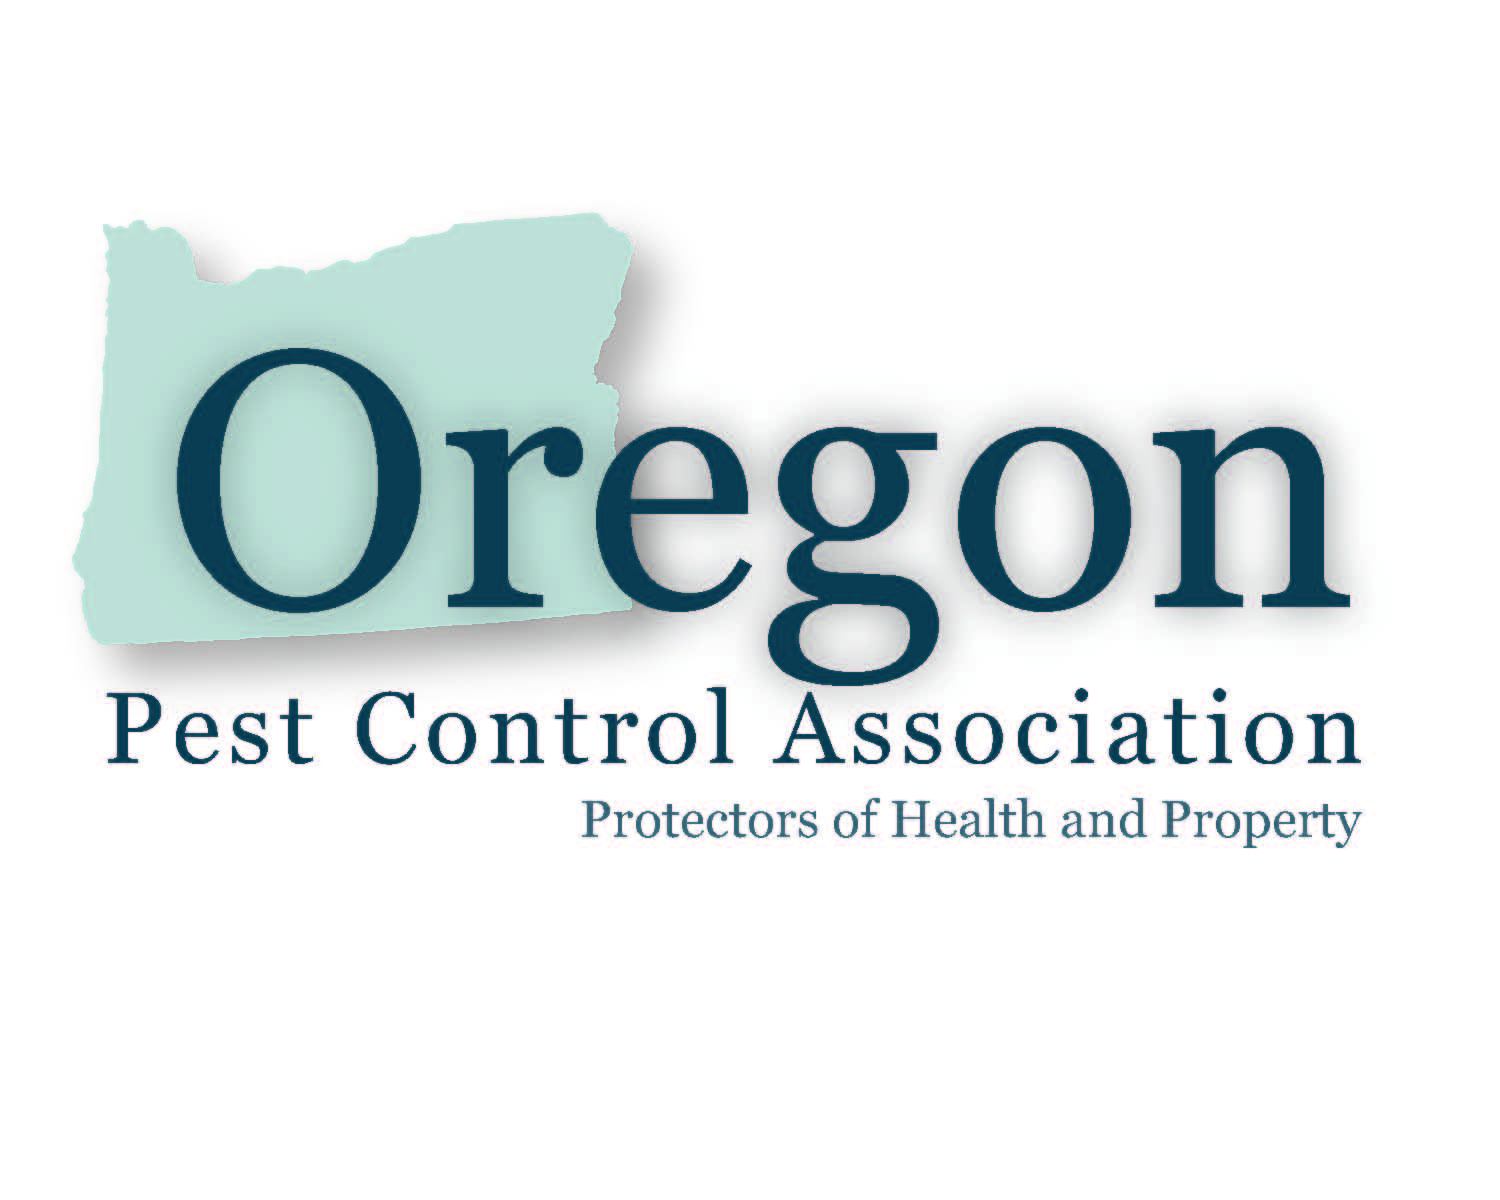 Oregon
Pest Control Association
Protectors of Health and Property